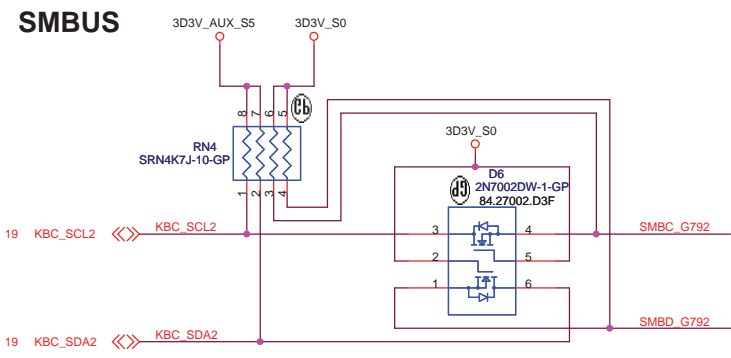 SMBUS
3D3V_AUX_S5
3D3V_S0
8
7
6
5
RN4
SRN4K7J-10-GP
1
2
3
4
3D3V_S0
D6
2N7002DW-1-GP
84.27002.D3F
19 KBC_SCL2
KBC_SCL2
3
4
SMBC_G792
2
5
1
6
SMBD_G792
19 KBC_SDA2
KBC_SDA2